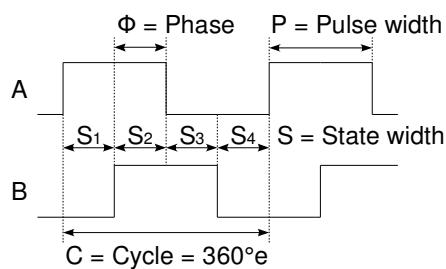 Φ = Phase P = Pulse width
A
S1 S2 S3 S4 S = State width
B
C = Cycle = 360°e